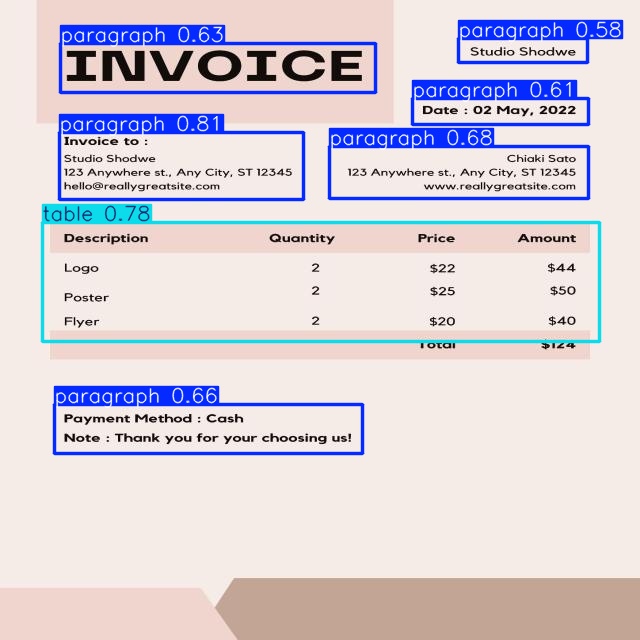 paragraph 0.63
INVOICE
paragraph 0.58
Studio Shodwe
paragraph 0.61
Date : 02 May, 2022
paragraph 0.81
Invoice to :
Studio Shodwe
123 Anywhere st., Any City, ST 12345
hello@reallygreatsite.com
paragraph 0.68
Chiaki Sato
123 Anywhere st., Any City, ST 12345
www.reallygreatsite.com
table 0.78
Description Quantity Price Amount
Logo 2 $22 $44
Poster 2 $25 $50
Flyer 2 $20 $40
Total $124
paragraph 0.66
Payment Method : Cash
Note : Thank you for your choosing us!